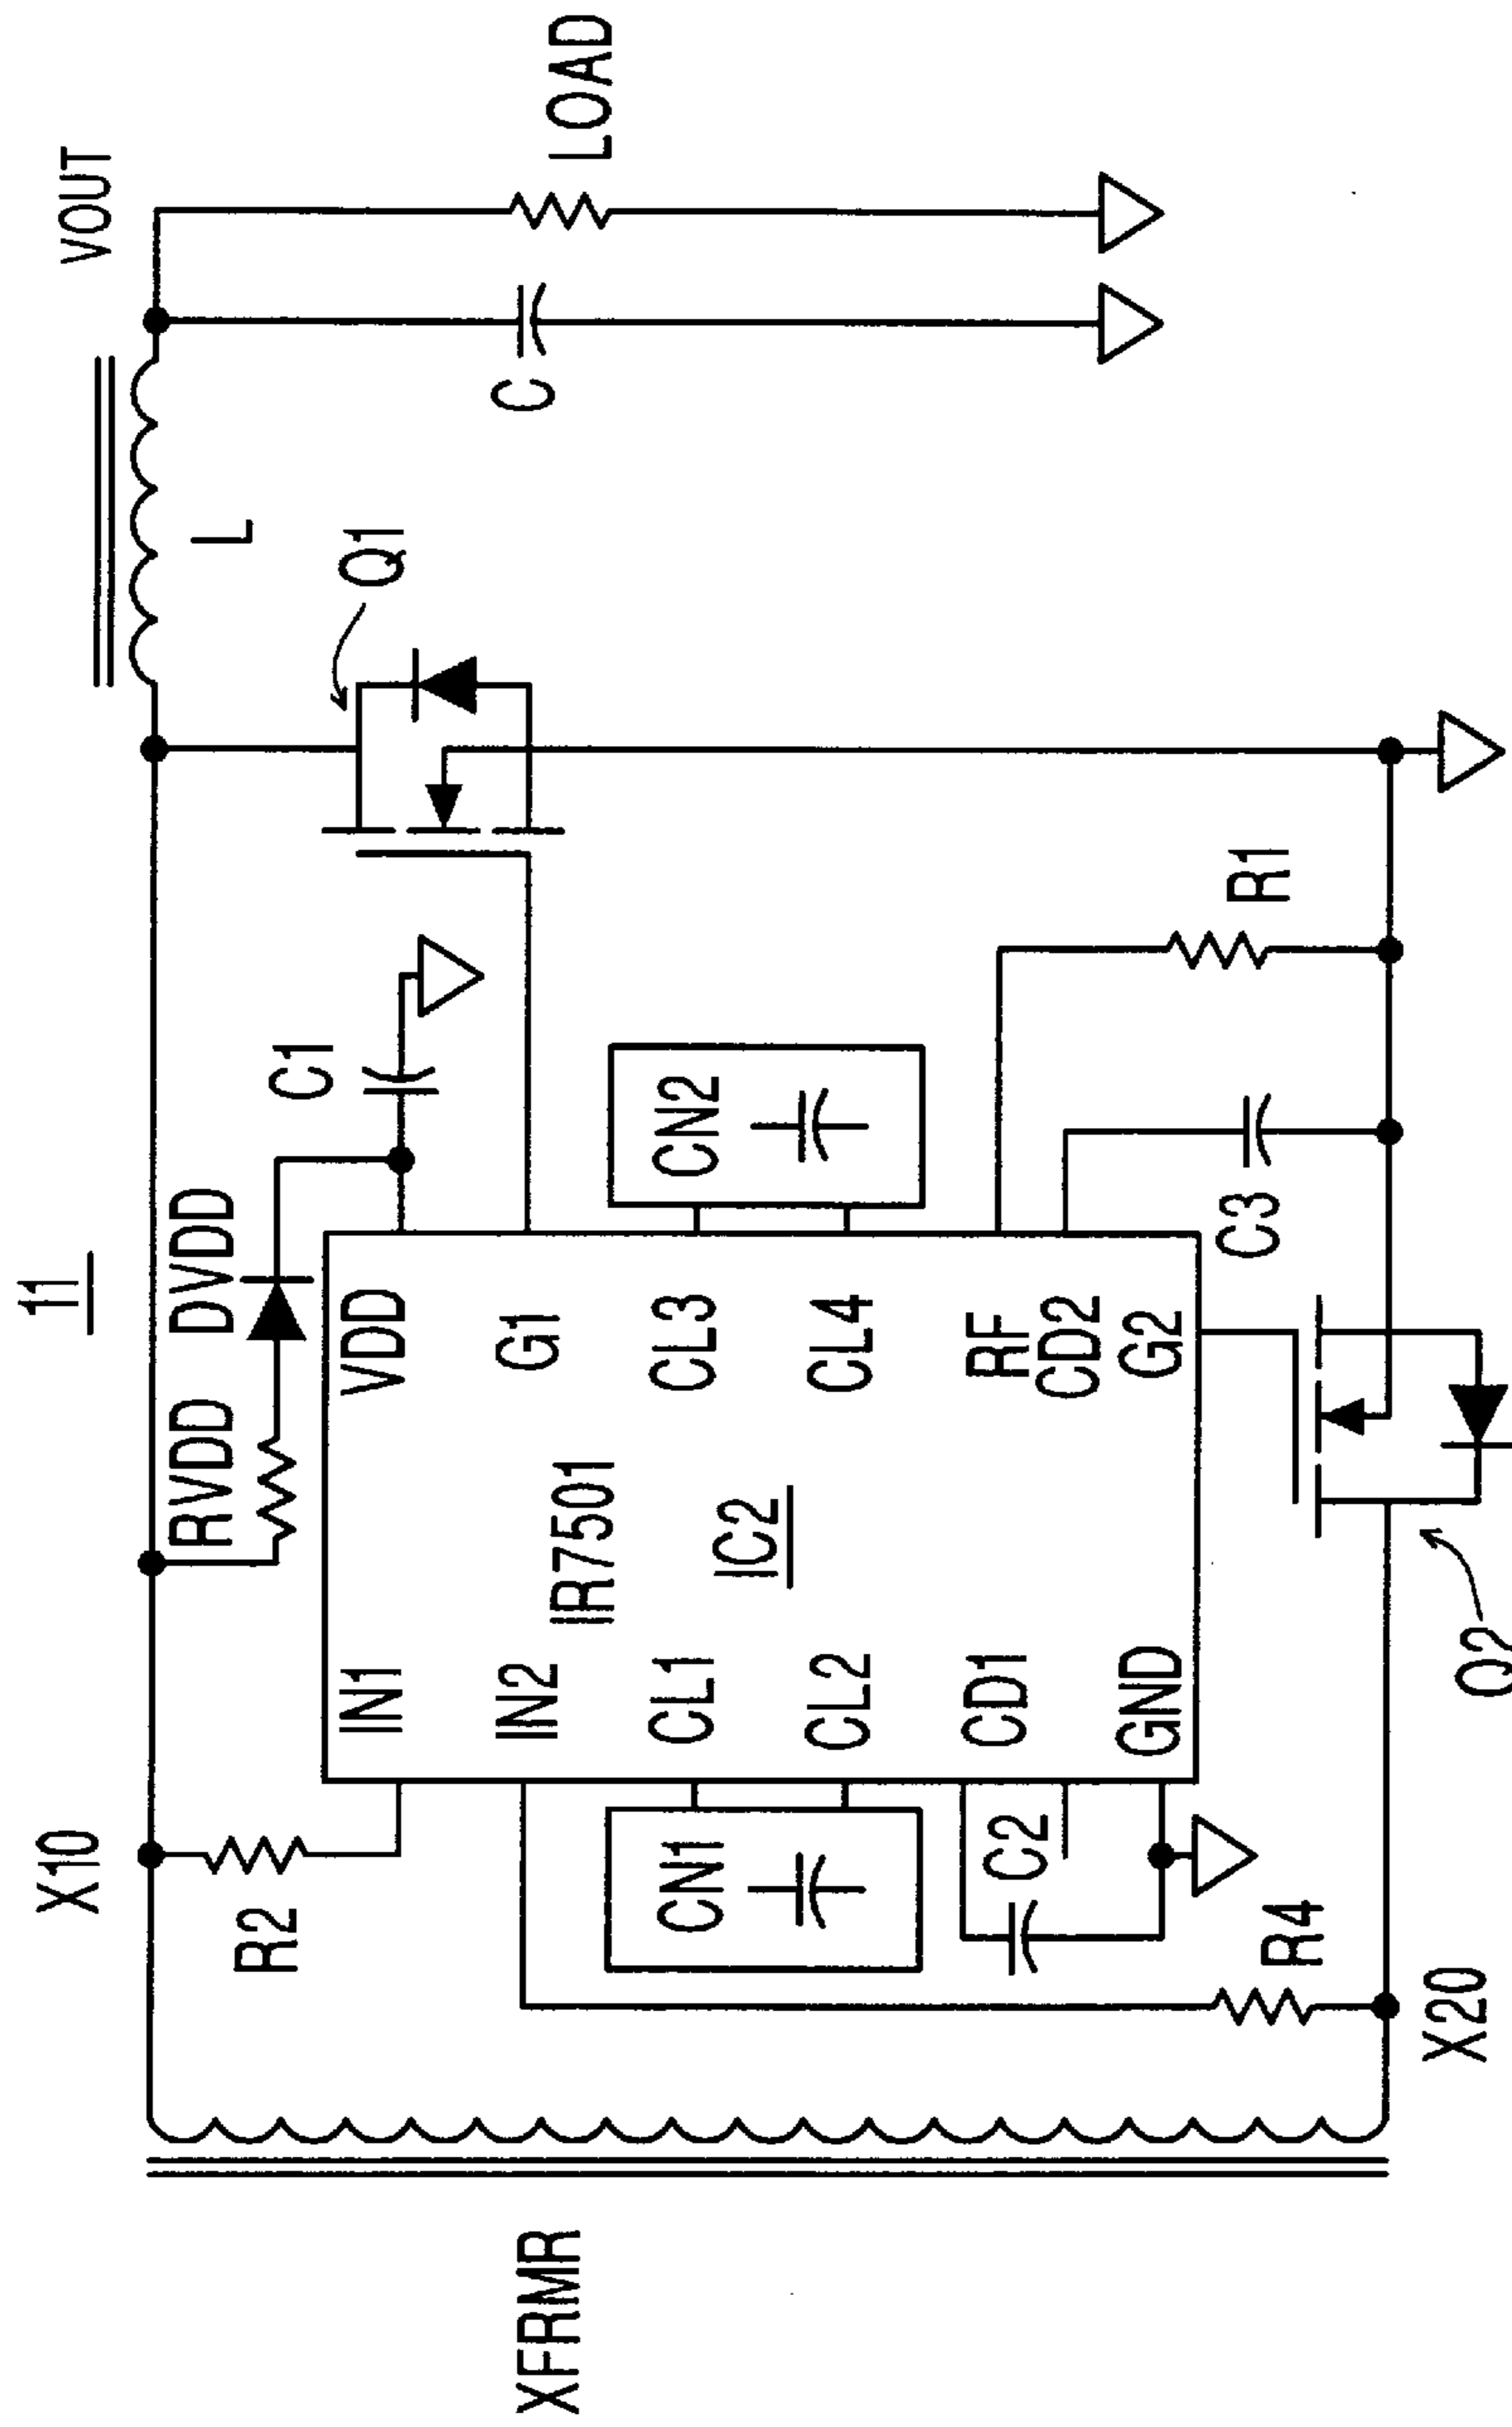 11
X10
VOUT
RVDD
DVDD
L
R2
C1
Q1
IN1
VDD
IN2
G1
IR7501
CN1
CL1
CL3
CN2
C
LOAD
XFRMR
IC2
CL2
CL4
C2
CD1
RF
CD2
GND
G2
R4
C3
R1
X20
Q2